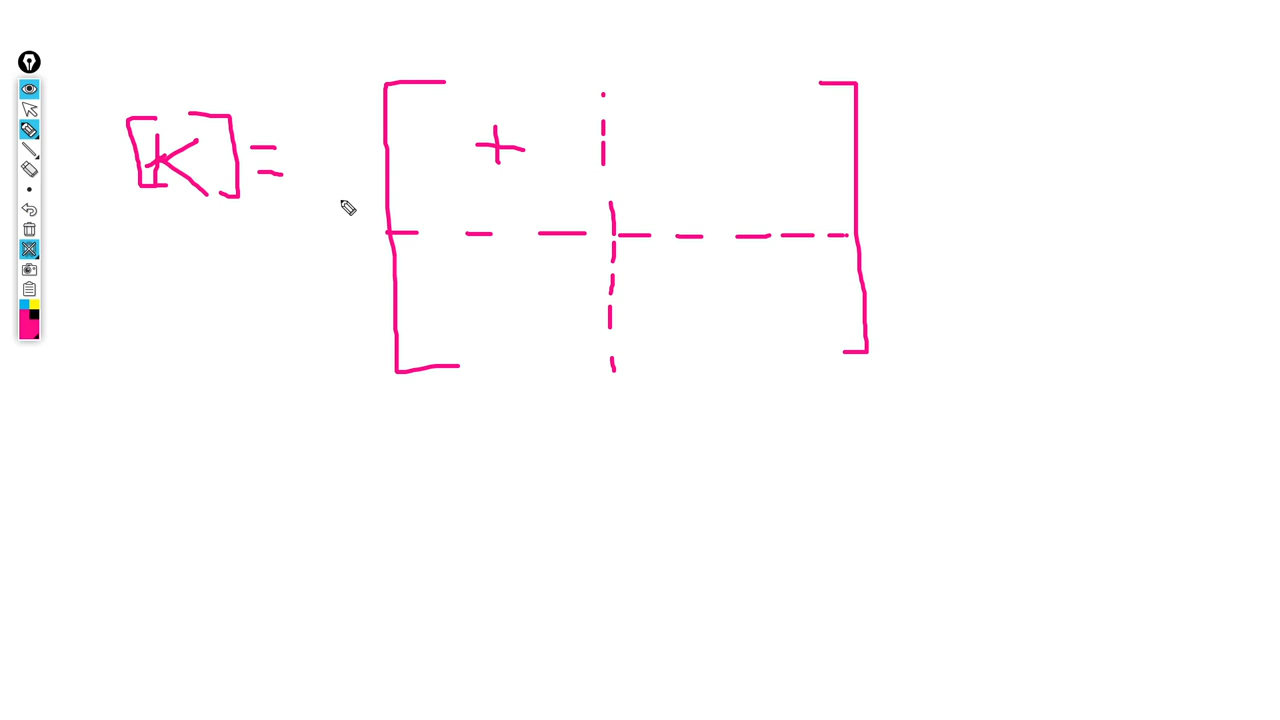 [K] =
+